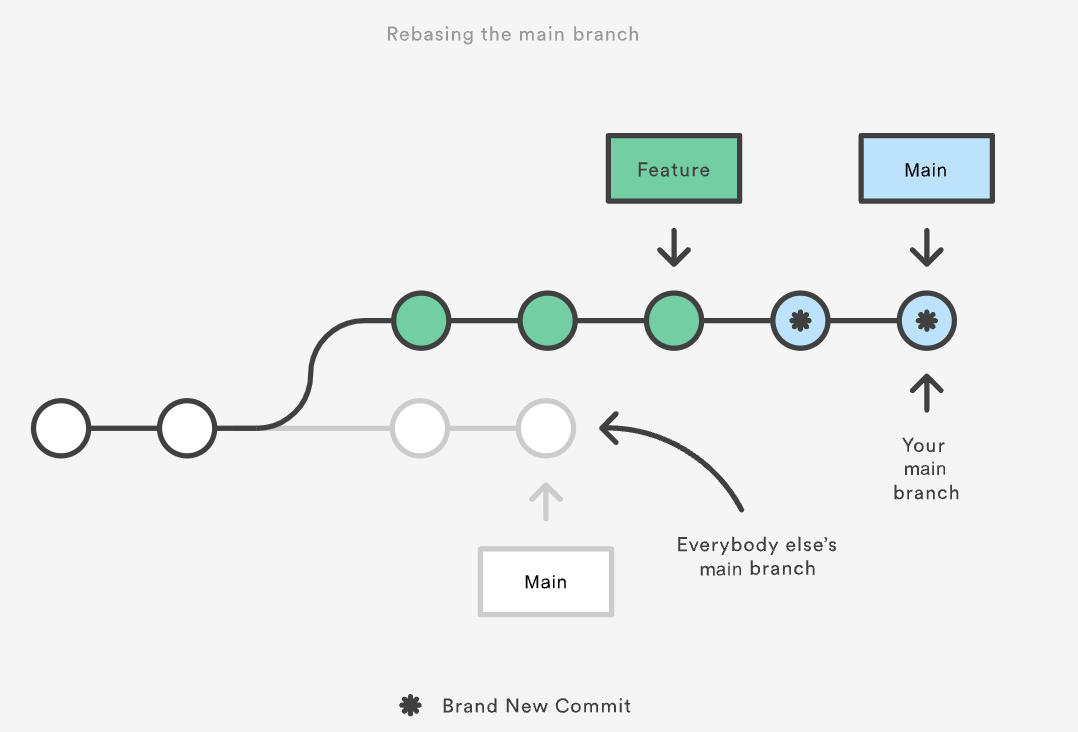 Rebasing the main branch
Feature
Main
Your
main
branch
Everybody else's
main branch
Main
Brand New Commit